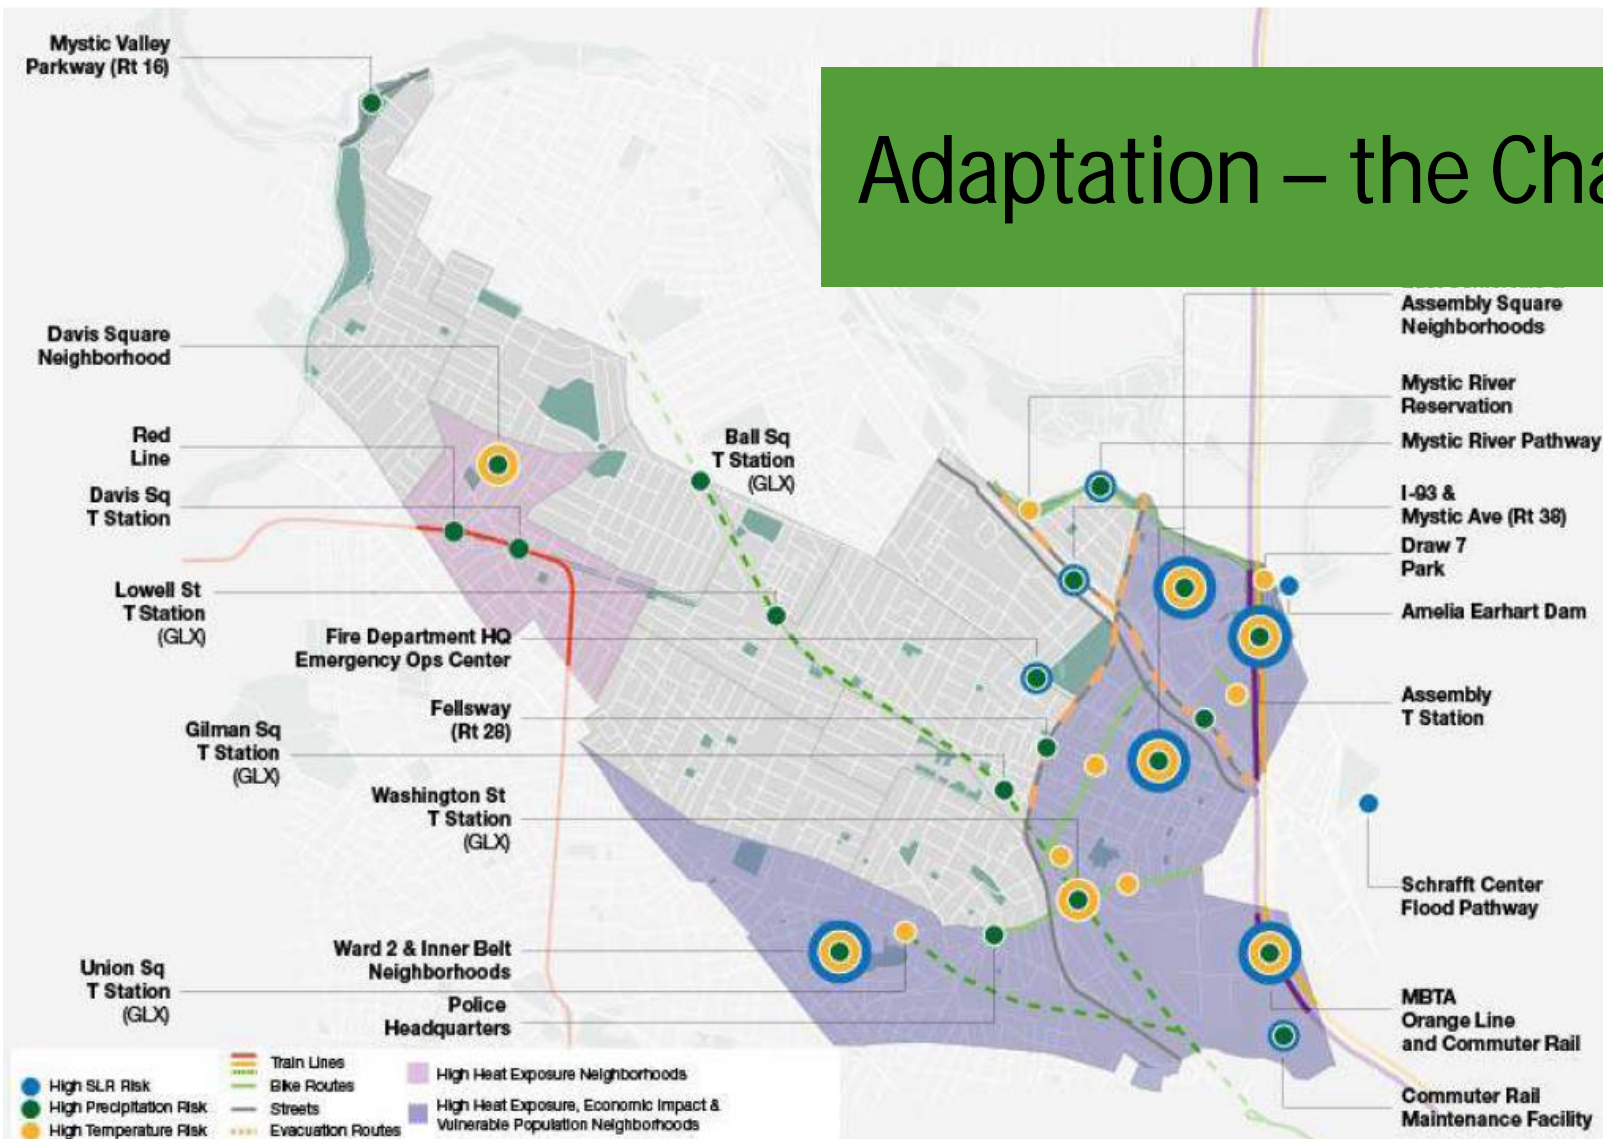 Mystic Valley
Parkway (Rt 16)
Adaptation – the Cha
Davis Square
Neighborhood
Red
Line
Davis Sq
T Station
Lowell St
T Station
(GLX)
Fire Department HQ
Emergency Ops Center
Fellsway
(Rt 28)
Gilman Sq
T Station
(GLX)
Washington St
T Station
(GLX)
Ward 2 & Inner Belt
Neighborhoods
Union Sq
T Station
(GLX)
Police
Headquarters
Ball Sq
T Station
(GLX)
Assembly Square
Neighborhoods
Mystic River
Reservation
Mystic River Pathway
I-93 &
Mystic Ave (Rt 38)
Draw 7
Park
Amelia Earhart Dam
Assembly
T Station
Schrafft Center
Flood Pathway
MBTA
Orange Line
and Commuter Rail
Commuter Rail
Maintenance Facility
High SLR Risk
High Precipitation Risk
High Temperature Risk
Train Lines
Bike Routes
Streets
Evacuation Routes
High Heat Exposure Neighborhoods
High Heat Exposure, Economic Impact &
Vulnerable Population Neighborhoods